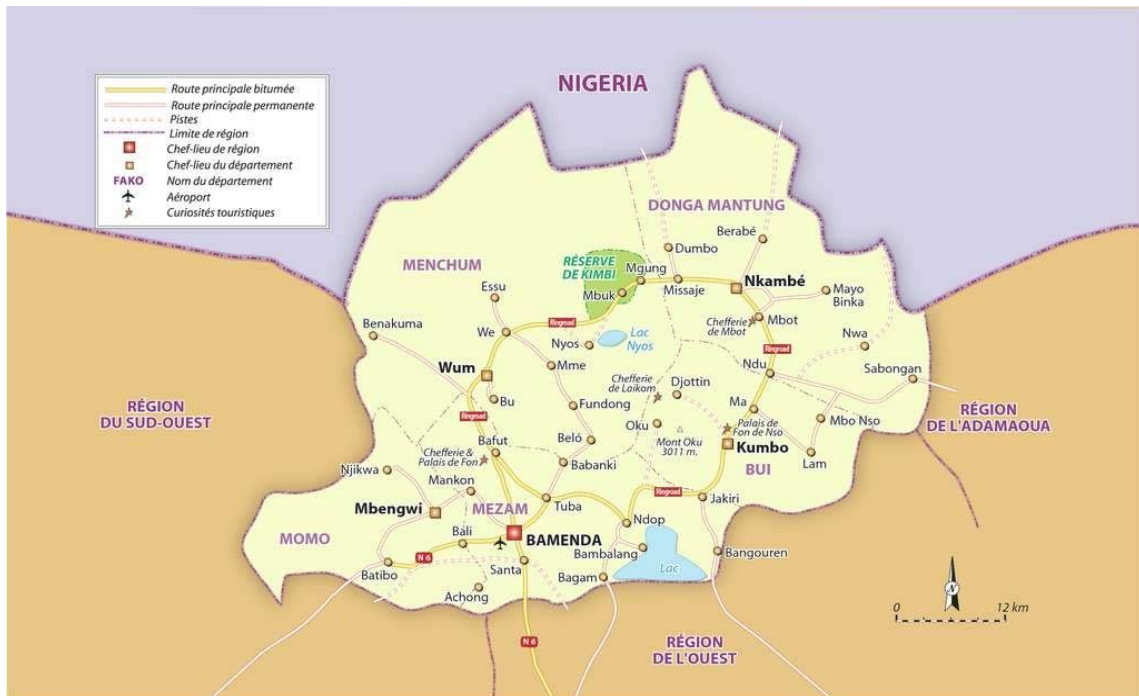 NIGERIA
Route principale bitumée
Route principale permanente
Pistes
Limite de région
Chef-lieu de région
Chef-lieu du département
FAKO Nom du département
Aéroport
Curiosités touristiques
DONGA MANTUNG
Berabé
Dumbo
MENCHUM
RÉSERVE
DE KIMBI
Mgung
Missaje
Nkambé
Essu
Mbuk
Mayo
Binka
Benakuma
We
Ringroad
Nyos
Lac
Nyos
Chefferie
de Mbot
Mbot
Nwa
Ringroad
Wum
Mme
Ndu
Sabongan
Chefferie
de Laikom
Djottin
Bu
Fundong
Ma
Mbo Nso
RÉGION
DU SUD-OUEST
RÉGION
DE L'ADAMAOUA
Ringroad
Oku
Mont Oku
3011 m.
Palais de
Fon de Nso
Bafut
Beló
Kumbo
Chefferie &
Palais de Fon
Babanki
BUI
Lam
Njikwa
Mankon
Ringroad
Jakiri
Mbengwi
MEZAM
Tuba
Ndop
MOMO
Bali
BAMENDA
Bambalang
Bangouren
N 6
Batibo
Santa
Bagam
Lac
Achong
N
0 12 km
N 6
RÉGION
DE L'OUEST